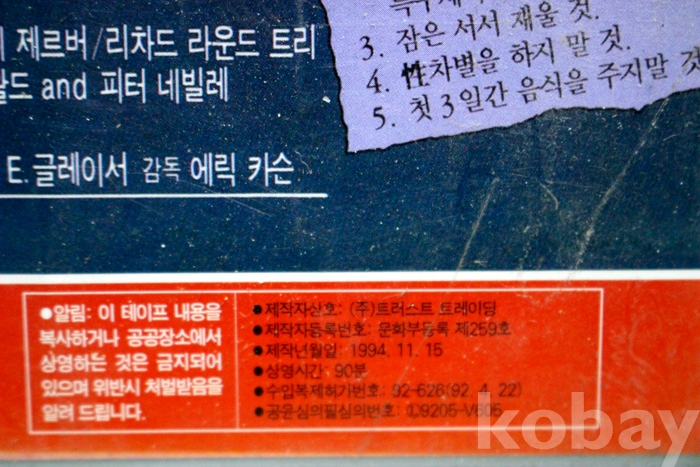 3. 잠은 서서 재울 것.
4. 性차별을 하지 말 것.
5. 첫 3일간 음식을 주지말 것
제르버/리차드 라운드 트리
and 피터 네빌레
E.글레이서 감독 에릭 카슨
●알림: 이 테이프 내용을
복사하거나 공공장소에서
상영하는 것은 금지되어
있으며 위반시 처벌받음을
알려 드립니다.
●제작자상호: (주)트러스트 트레이딩
●제작자등록번호: 문화부등록 제259호
●제작년월일: 1994. 11. 15
●상영시간: 90분
●수입복제허가번호: 92-626(92. 4. 22)
●공윤심의필심의번호: ①9205-V605
kobay